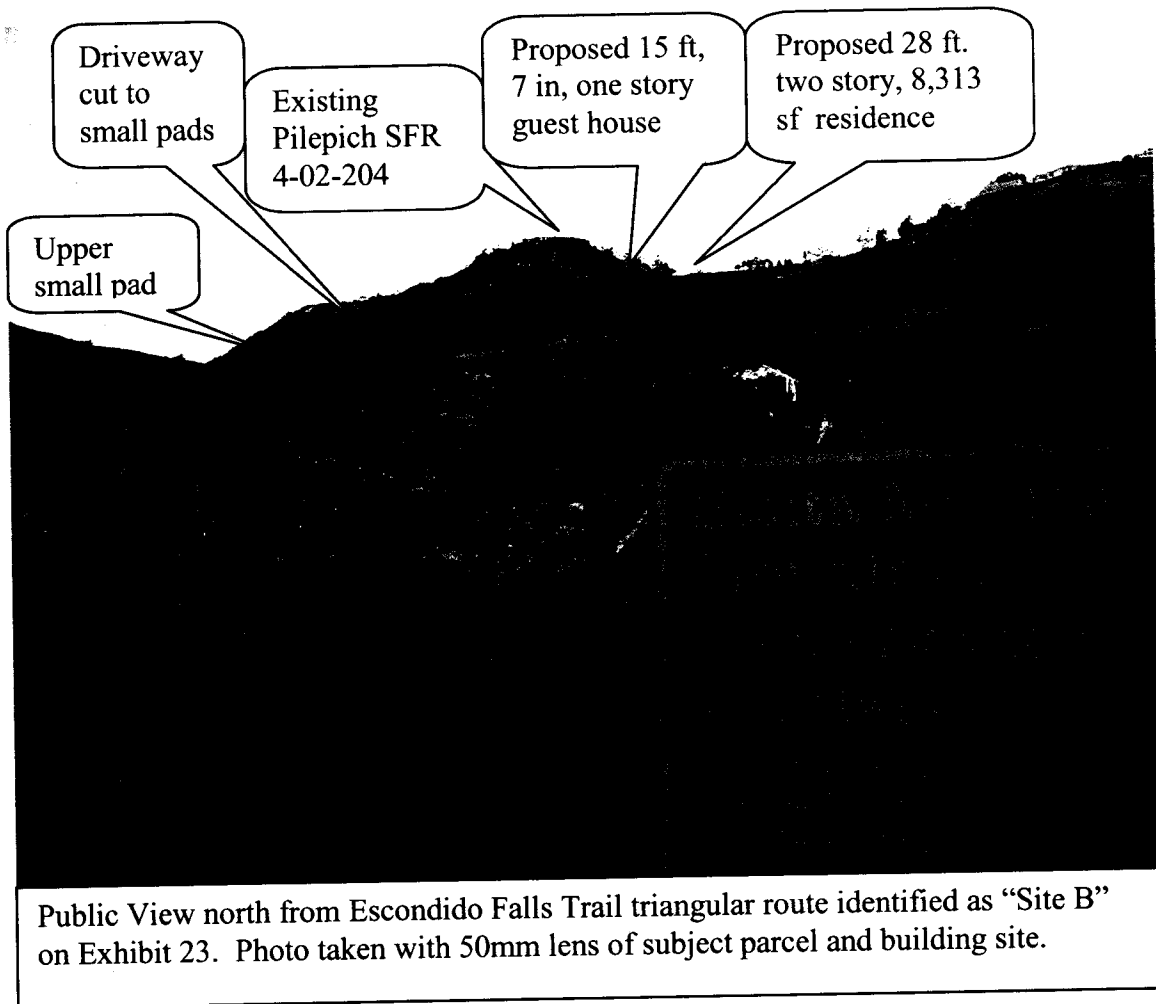 Driveway
cut to
small pads
Existing
Pilepich SFR
4-02-204
Proposed 15 ft,
7 in, one story
guest house
Proposed 28 ft.
two story, 8,313
sf residence
Upper
small pad
Public View north from Escondido Falls Trail triangular route identified as “Site B”
on Exhibit 23. Photo taken with 50mm lens of subject parcel and building site.